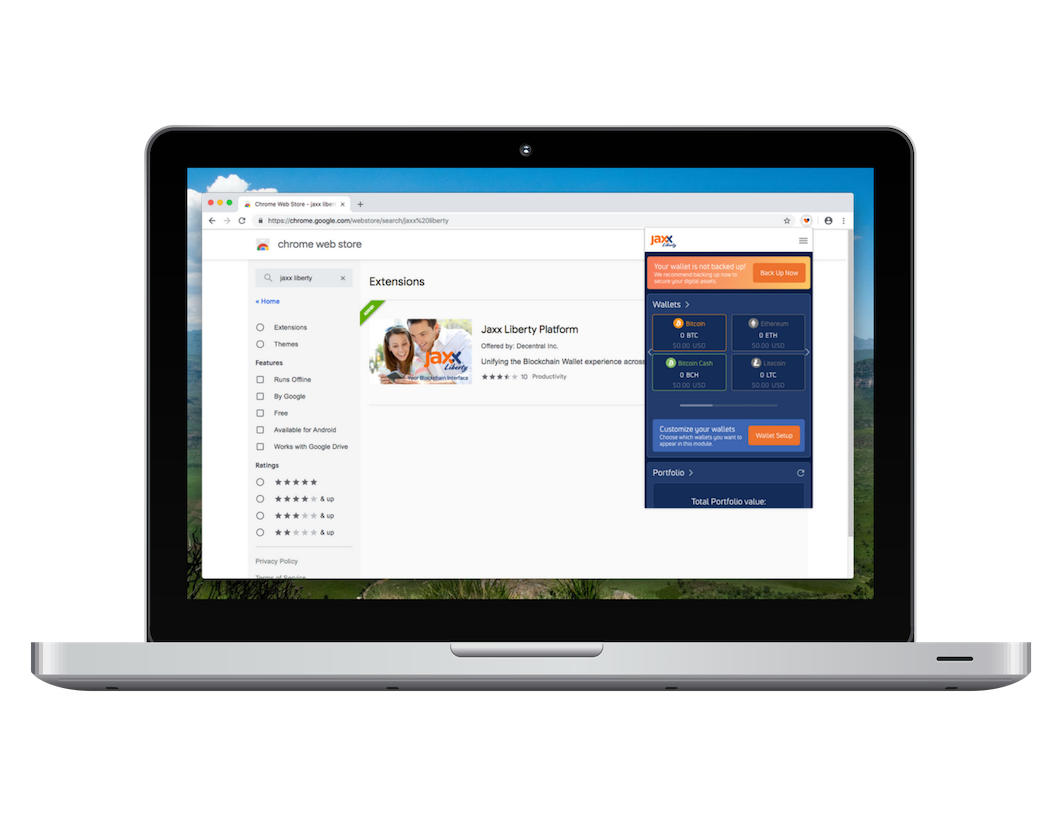 Chrome Web Store - jaxx libert
https://chrome.google.com/webstore/search/jaxx%20liberty
chrome web store
jaxx liberty
« Home
Extensions
Themes
Features
Runs Offline
By Google
Free
Available for Android
Works with Google Drive
Ratings
& up
& up
& up
Privacy Policy
Terms of Service
Extensions
jaxx
Liberty
Your Blockchain Interface
Jaxx Liberty Platform
Offered by: Decentral Inc.
Unifying the Blockchain Wallet experience across
10 Productivity
jaxx
Liberty
Your wallet is not backed up!
We recommend backing up now to
secure your digital assets.
Back Up Now
Wallets
Bitcoin
0 BTC
$0.00 USD
Ethereum
0 ETH
$0.00 USD
Bitcoin Cash
0 BCH
$0.00 USD
Litecoin
0 LTC
$0.00 USD
Customize your wallets
Choose which wallets you want to
appear in this module.
Wallet Setup
Portfolio
Total Portfolio value: